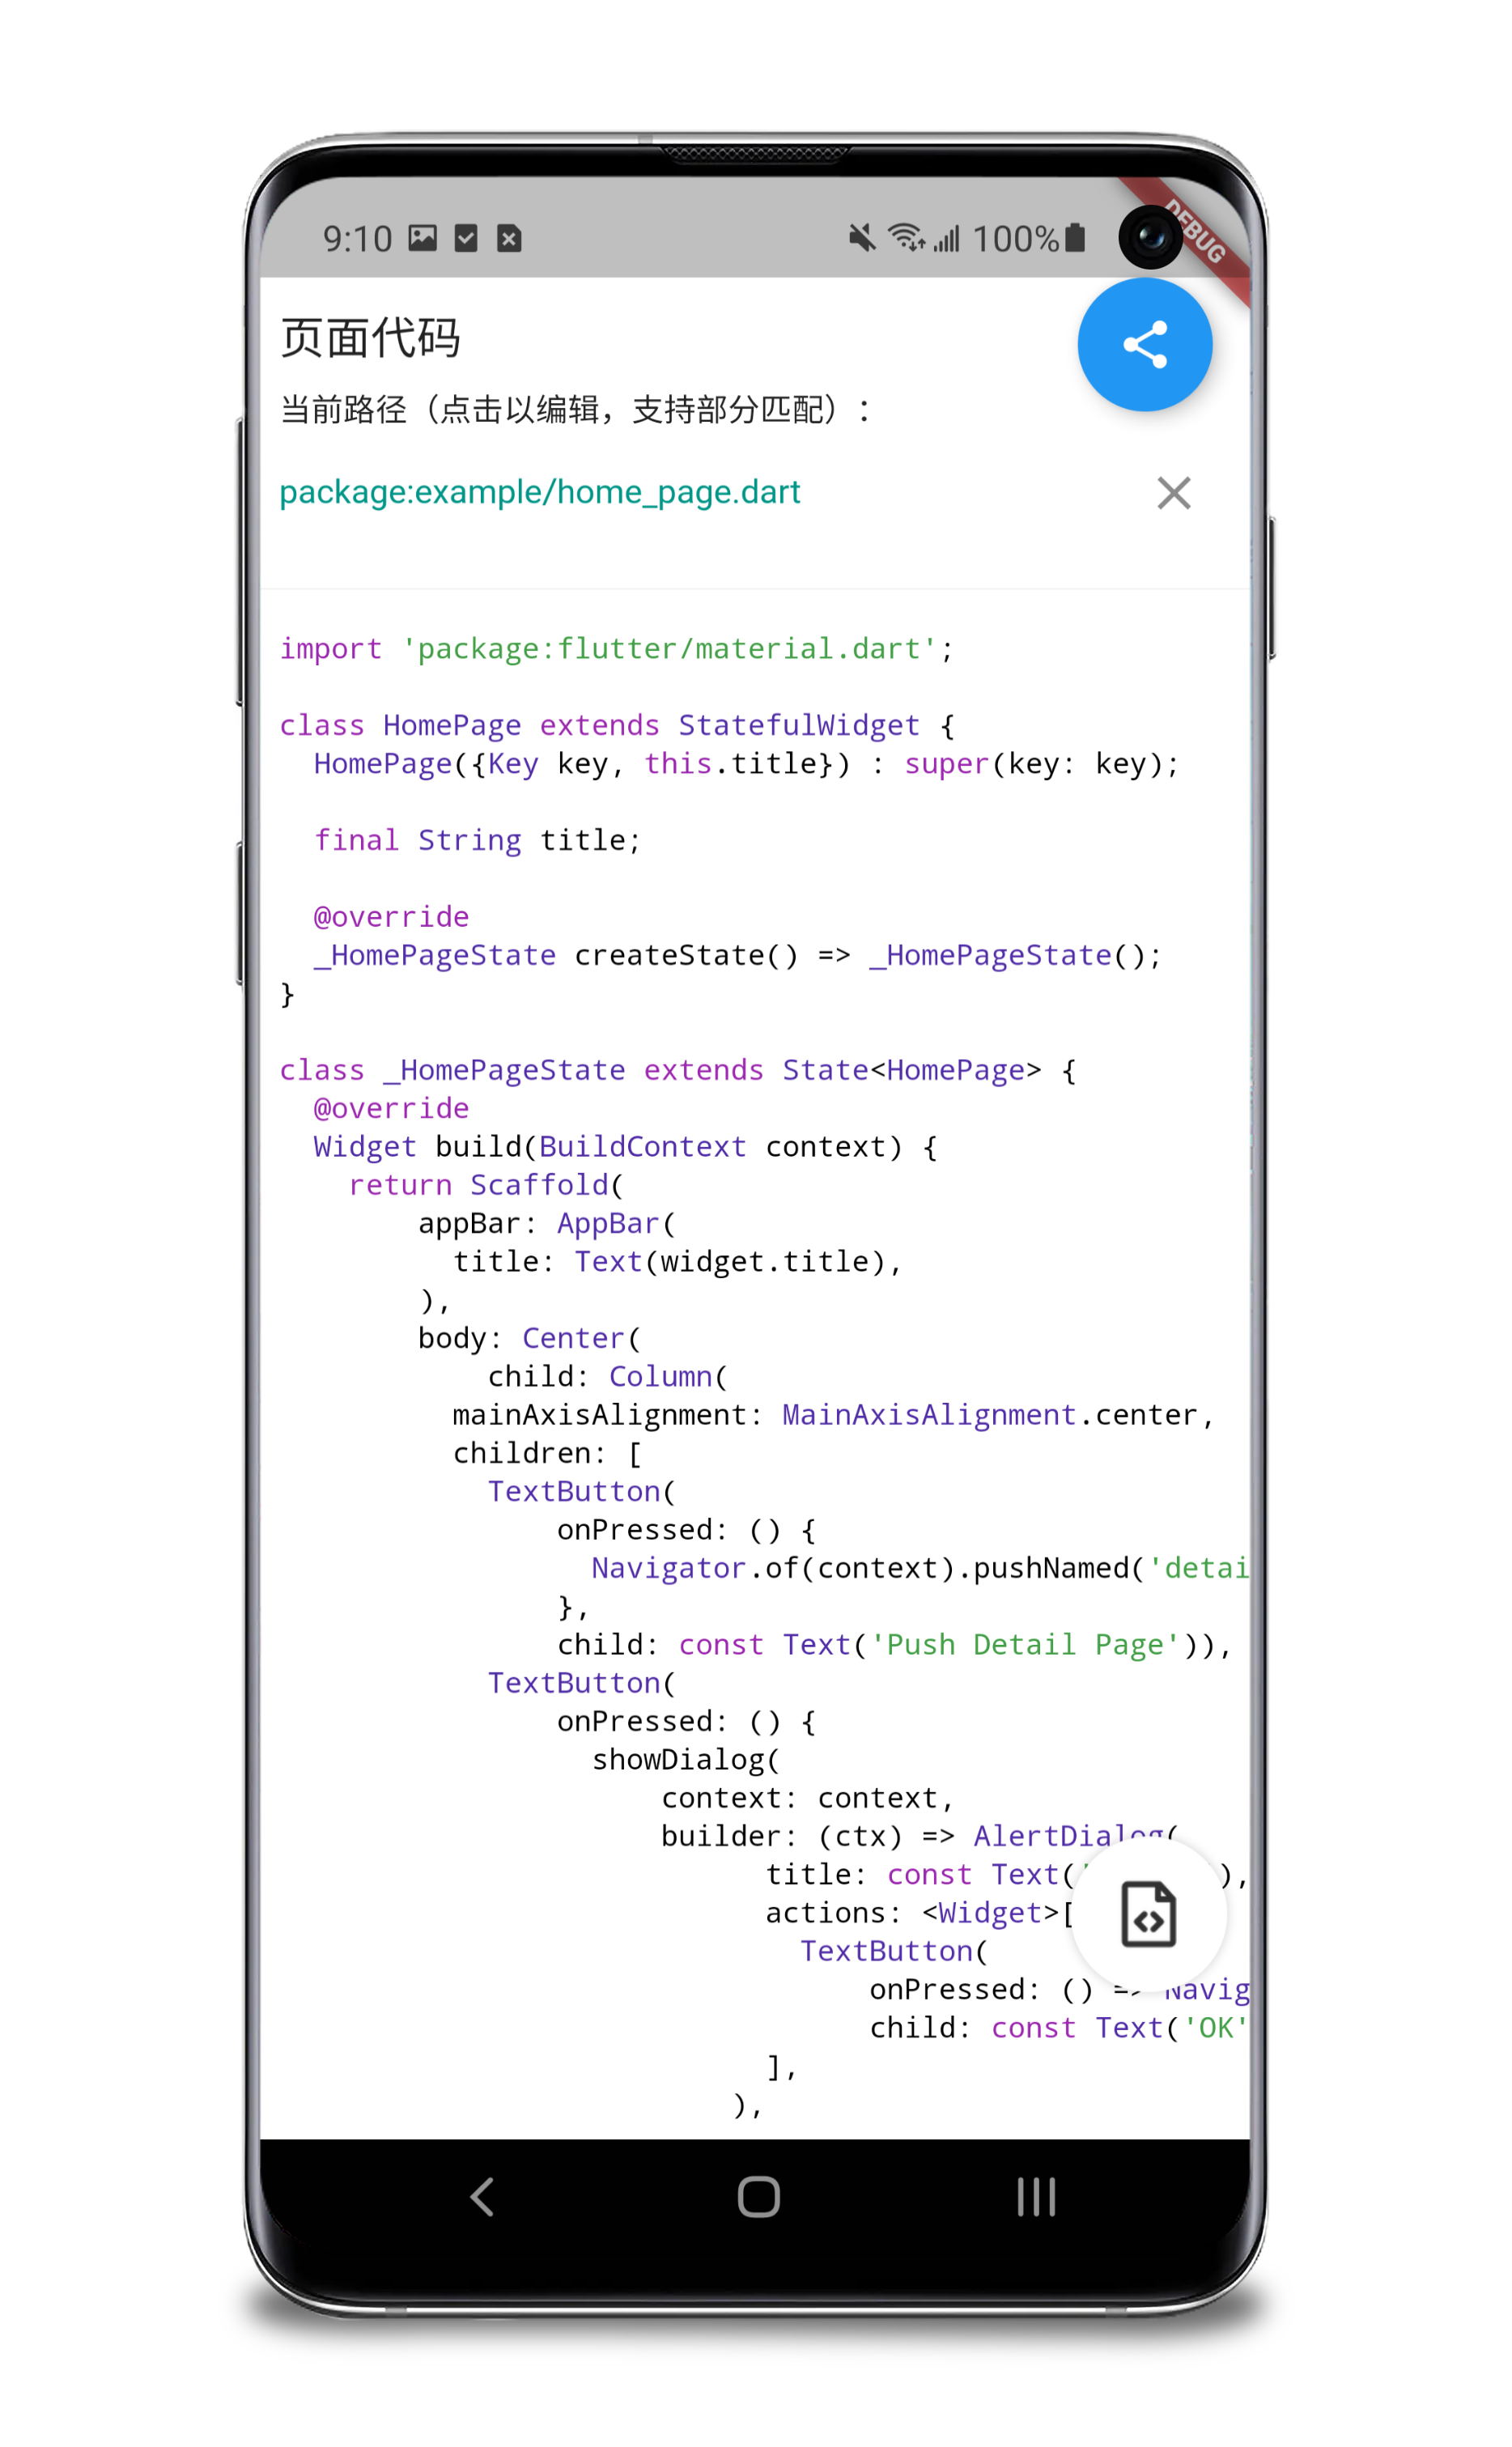 9:10 100%
DEBUG
页面代码
当前路径（点击以编辑，支持部分匹配）：
package:example/home_page.dart
import 'package:flutter/material.dart';
class HomePage extends StatefulWidget {
  HomePage({Key key, this.title}) : super(key: key);
  final String title;
  @override
  _HomePageState createState() => _HomePageState();
}
class _HomePageState extends State<HomePage> {
  @override
  Widget build(BuildContext context) {
    return Scaffold(
        appBar: AppBar(
          title: Text(widget.title),
        ),
        body: Center(
            child: Column(
          mainAxisAlignment: MainAxisAlignment.center,
          children: [
            TextButton(
                onPressed: () {
                  Navigator.of(context).pushNamed('detai
                },
                child: const Text('Push Detail Page')),
            TextButton(
                onPressed: () {
                  showDialog(
                      context: context,
                      builder: (ctx) => AlertDialog(
                            title: const Text( ),
                            actions: <Widget>[
                              TextButton(
                                  onPressed: () => Navig
                                  child: const Text('OK'
                            ],
                          ),